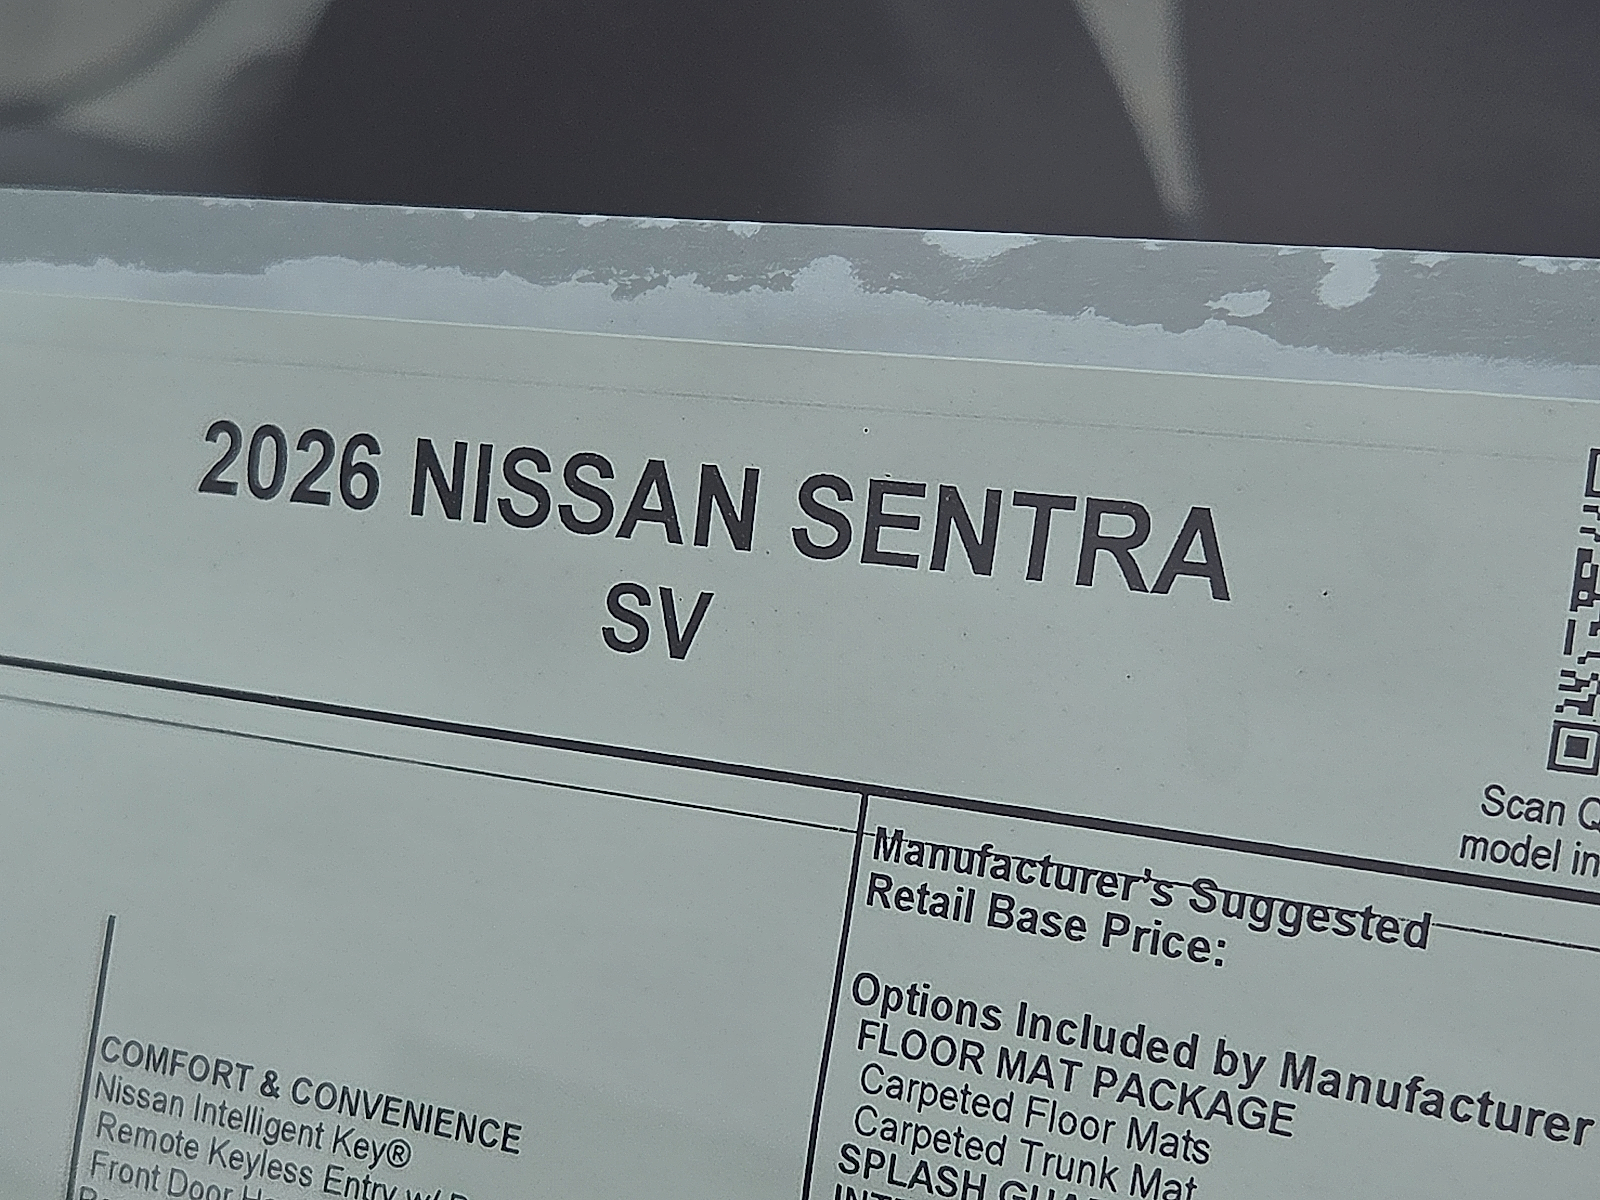 2026 NISSAN SENTRA
SV
Scan
model in
Manufacturer's Suggested
Retail Base Price:
Options Included by Manufacturer
FLOOR MAT PACKAGE
Carpeted Floor Mats
Carpeted Trunk Mat
SPLASH
COMFORT & CONVENIENCE
Nissan Intelligent Key®
Remote Keyless Entry w/
Front Door